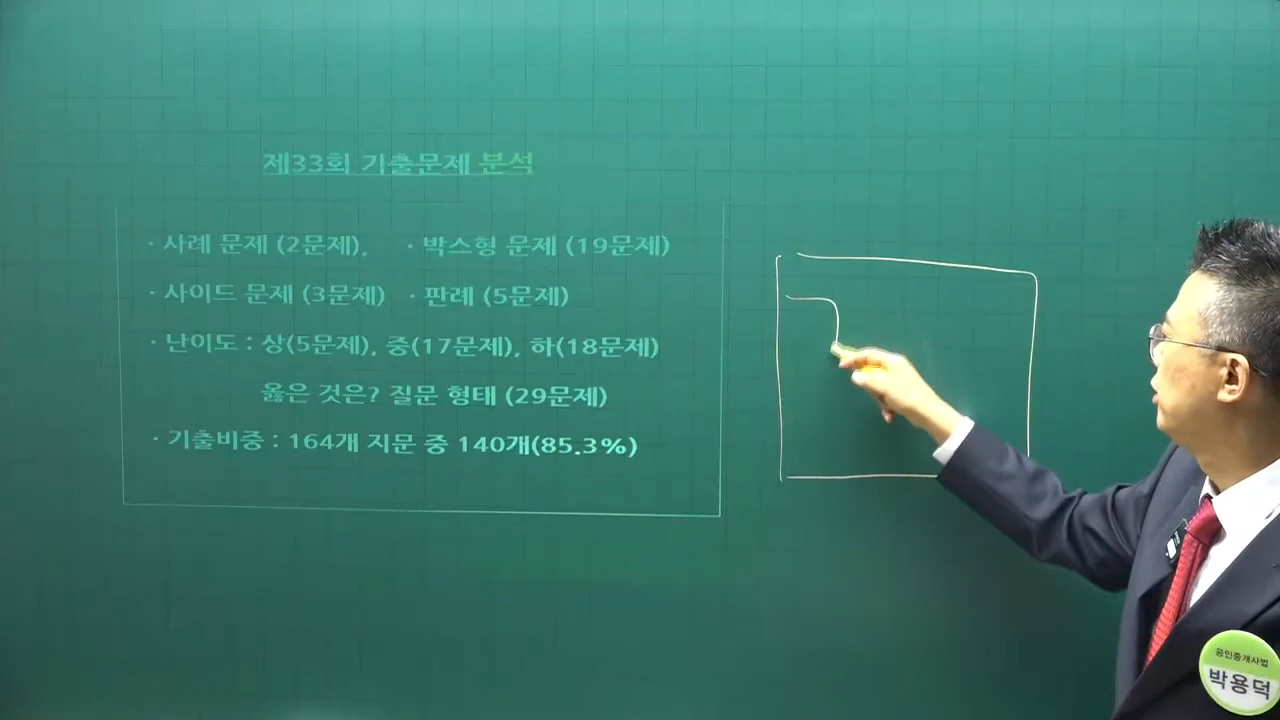 제33회 기출문제 분석
· 사례 문제 (2문제), · 박스형 문제 (19문제)
· 사이드 문제 (3문제) · 판례 (5문제)
· 난이도 : 상(5문제), 중(17문제), 하(18문제)
옳은 것은? 질문 형태 (29문제)
· 기출비중 : 164개 지문 중 140개(85.3%)
공인중개사법
박용덕